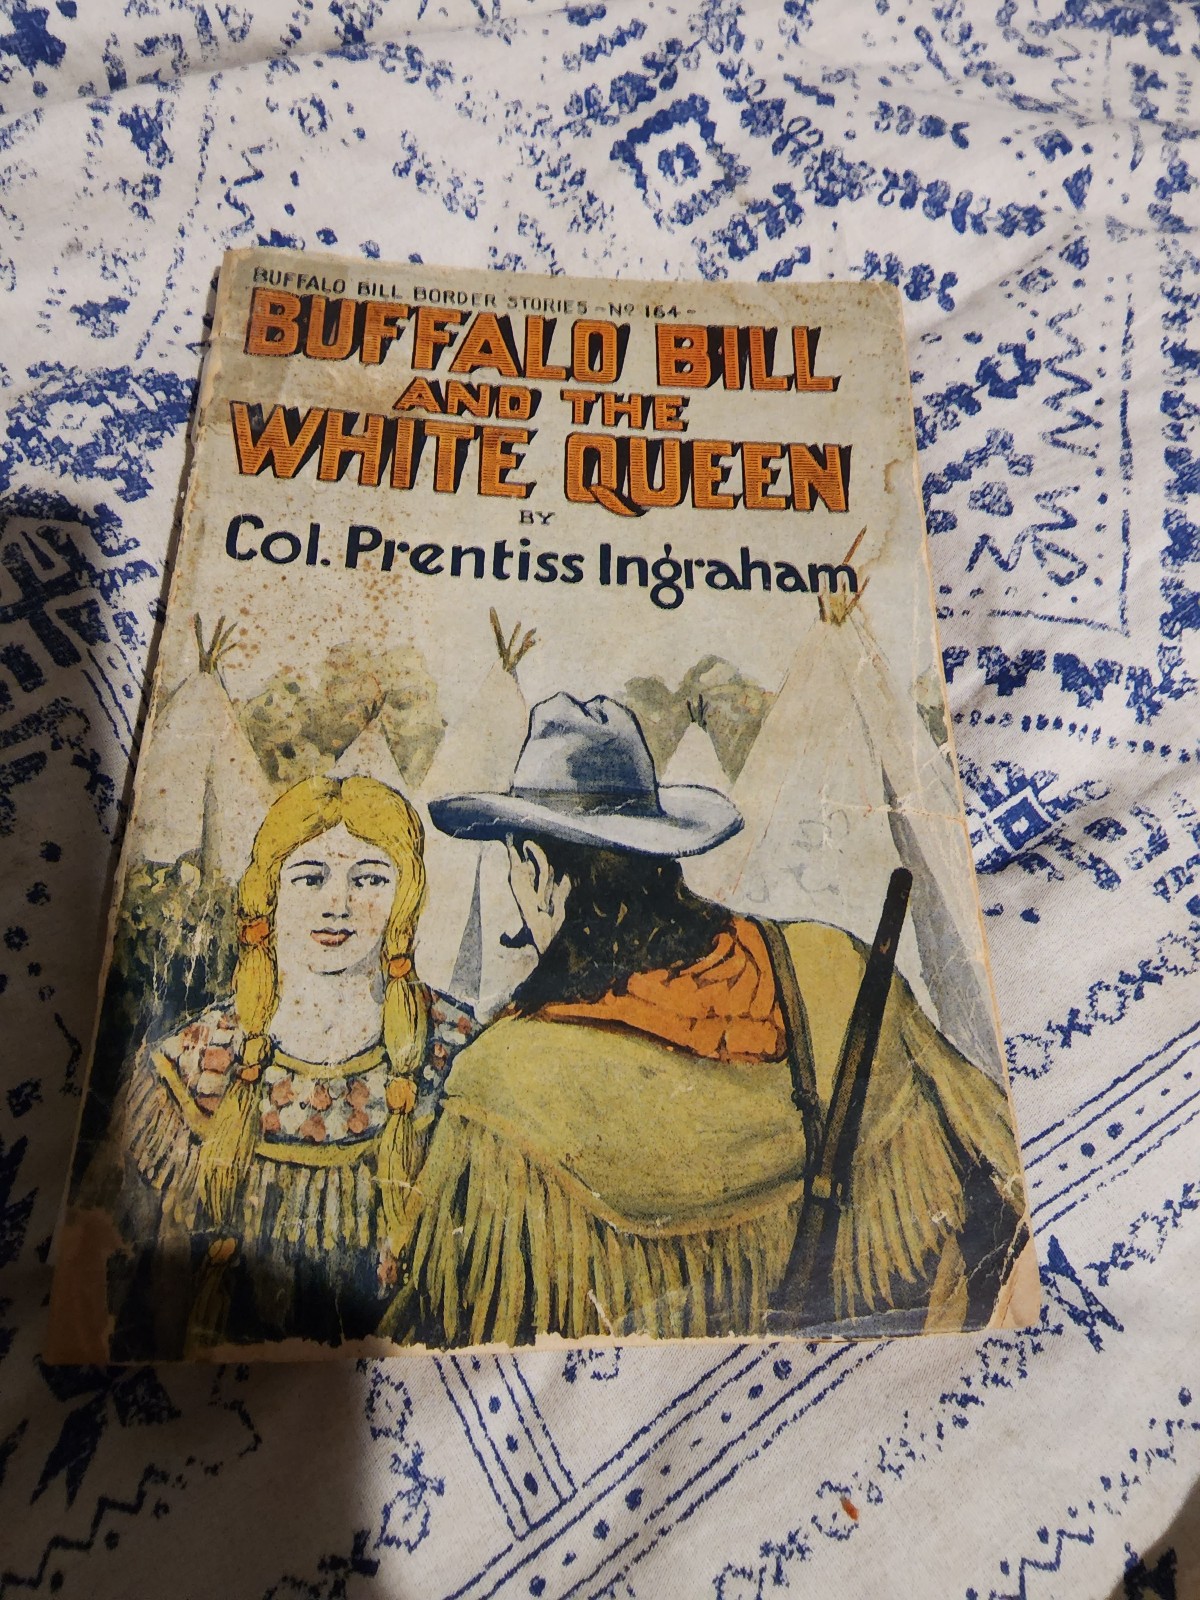 BUFFALO BILL BORDER STORIES - Nº 164 -
BUFFALO BILL
AND THE
WHITE QUEEN
BY
Col. Prentiss Ingraham